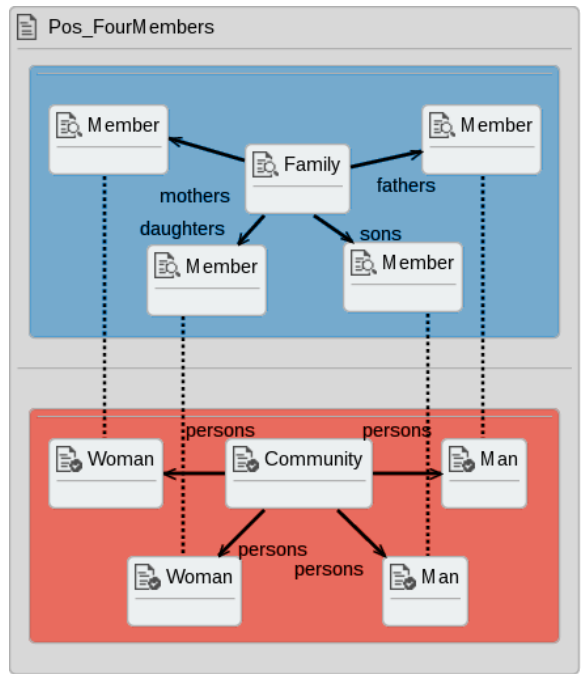 Pos_FourMembers
Member
Member
Family
mothers
fathers
daughters
sons
Member
Member
persons
persons
Woman
Community
Man
persons
persons
Woman
Man